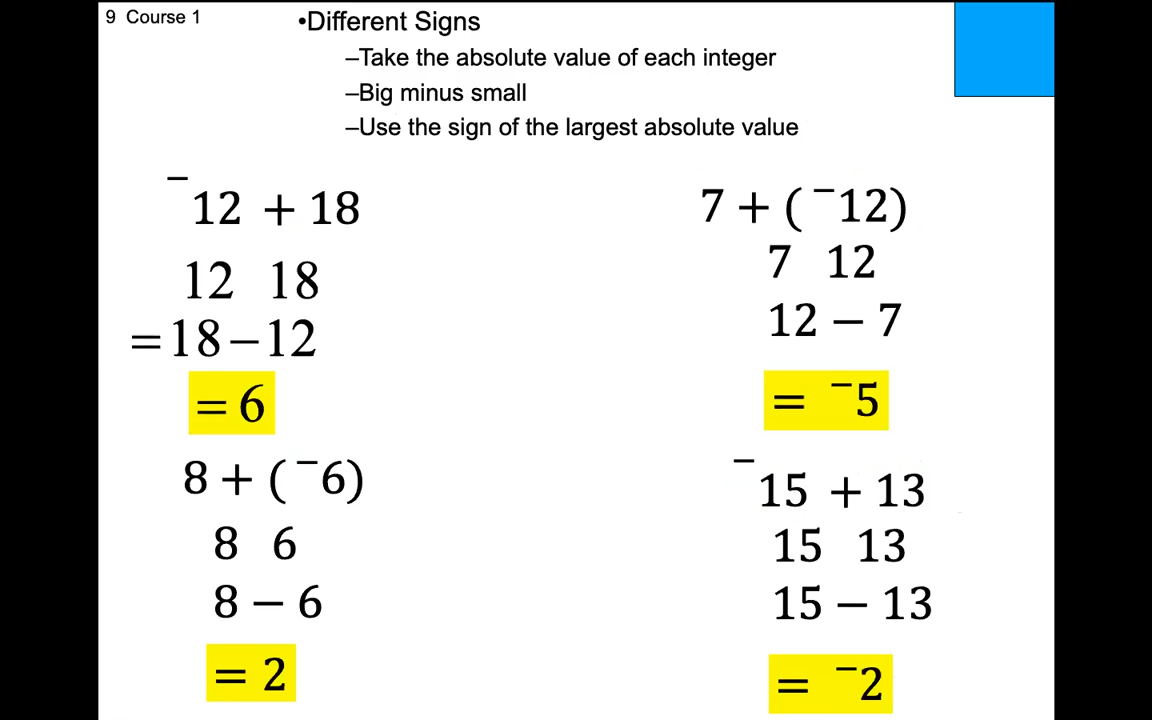 9 Course 1
•Different Signs
–Take the absolute value of each integer
–Big minus small
–Use the sign of the largest absolute value
⁻12 + 18
12 18
=18–12
= 6
8 + (⁻6)
8 6
8 − 6
= 2
7 + (⁻12)
7 12
12 − 7
= ⁻5
⁻15 + 13
15 13
15 − 13
= ⁻2